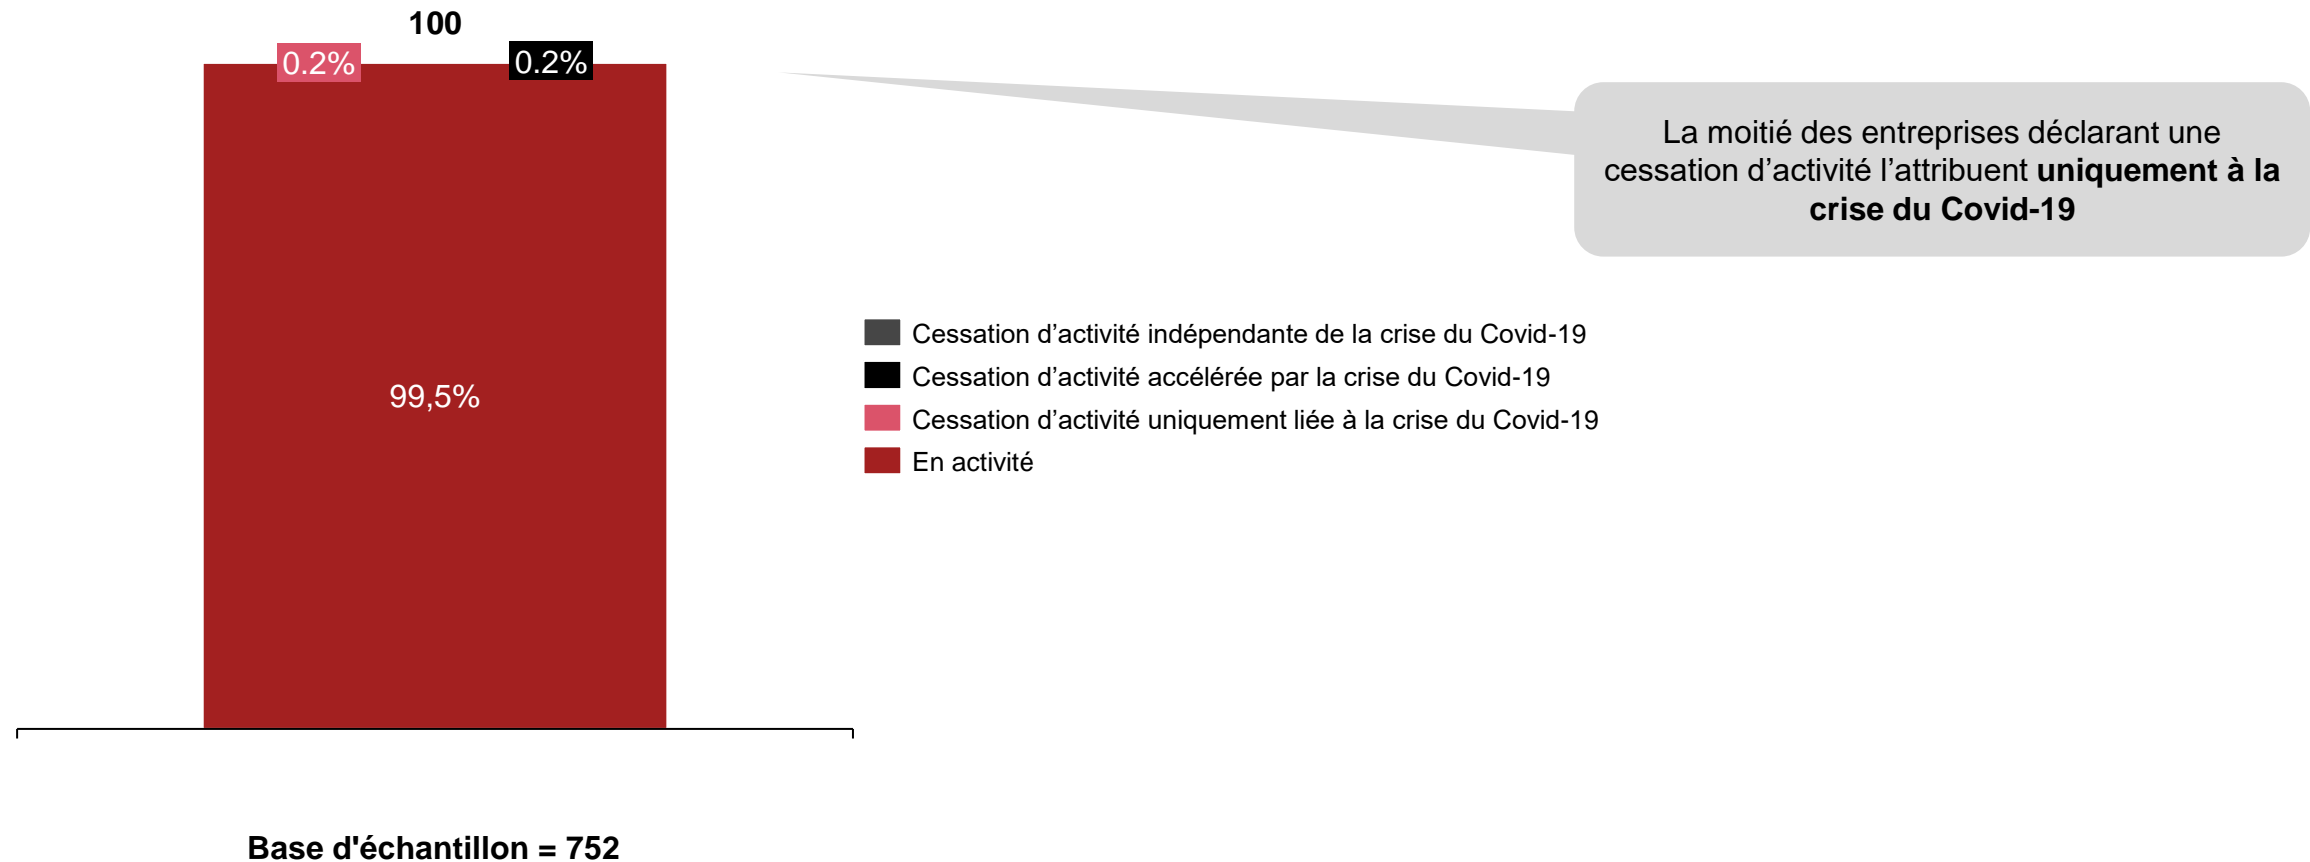 100
0.2%
0.2%
99,5%
La moitié des entreprises déclarant une
cessation d’activité l’attribuent uniquement à la
crise du Covid-19
Cessation d’activité indépendante de la crise du Covid-19
Cessation d’activité accélérée par la crise du Covid-19
Cessation d’activité uniquement liée à la crise du Covid-19
En activité
Base d'échantillon = 752